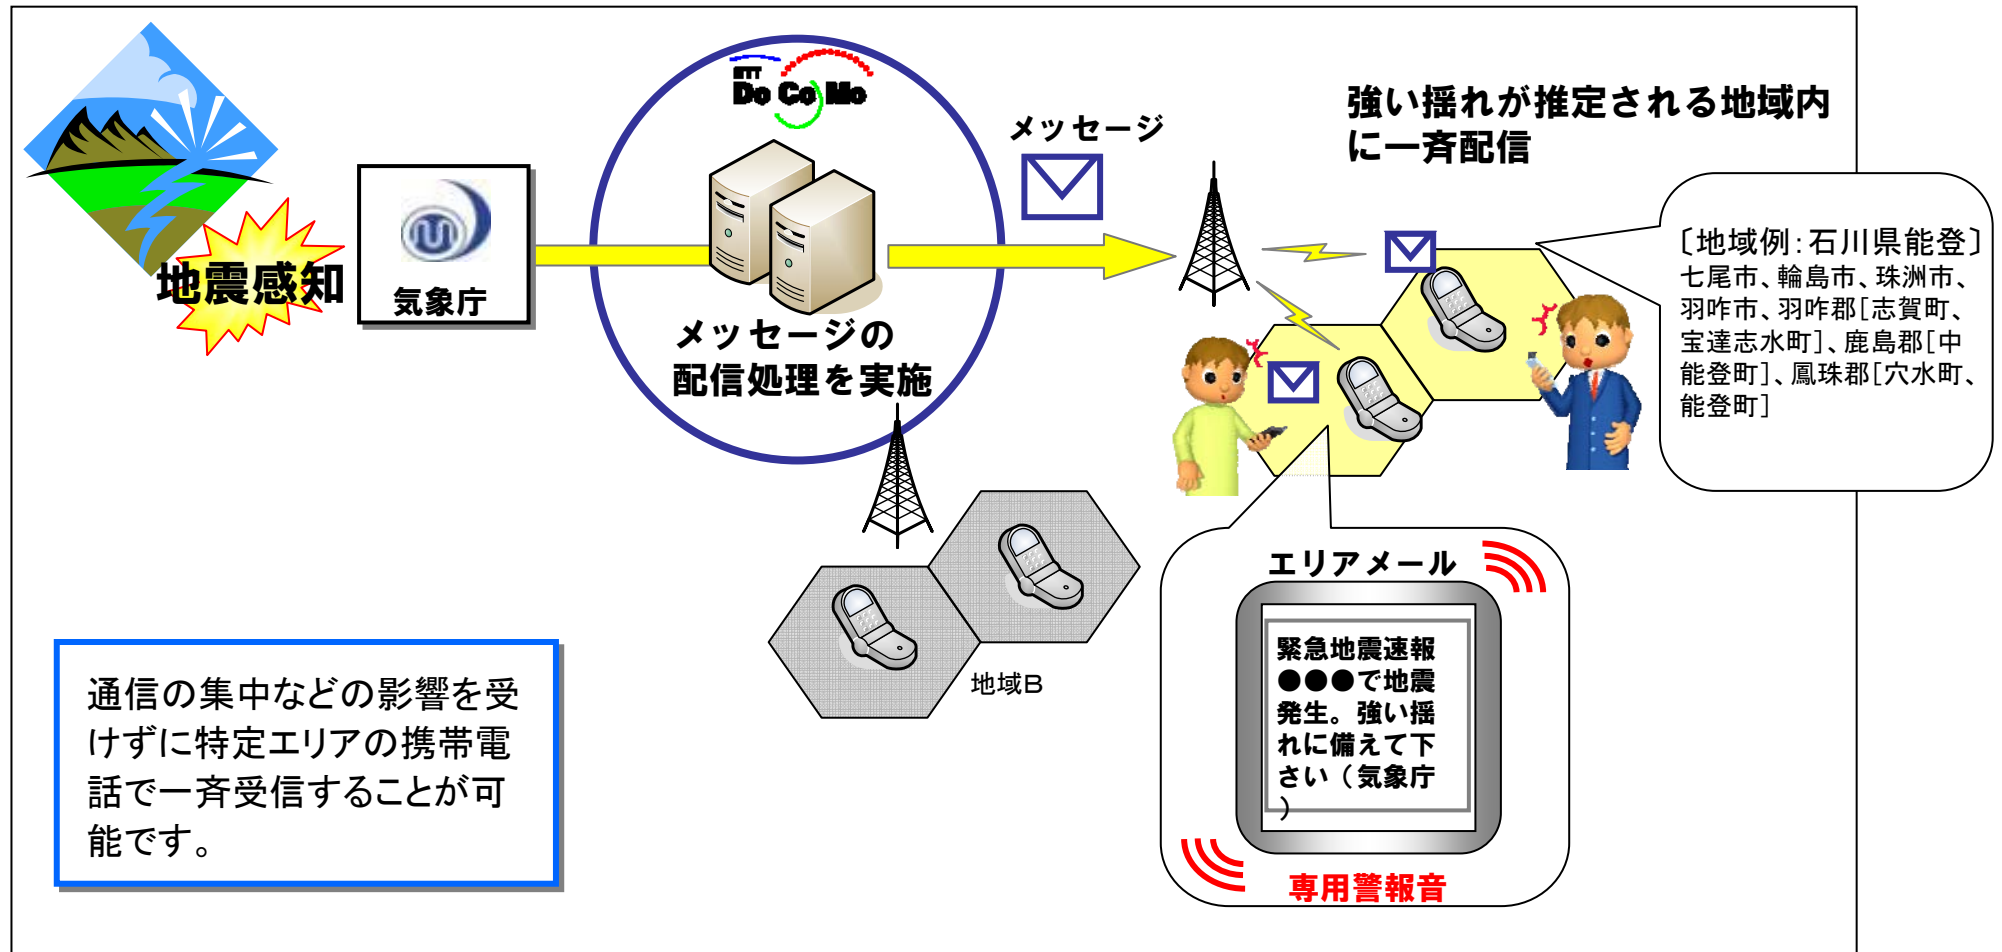 地震感知
気象庁
NTT
DoCoMo
メッセージの
配信処理を実施
メッセージ
強い揺れが推定される地域内
に一斉配信
〔地域例:石川県能登〕
七尾市、輪島市、珠洲市、
羽咋市、羽咋郡[志賀町、
宝達志水町]、鹿島郡[中
能登町]、鳳珠郡[穴水町、
能登町]
地域B
エリアメール
緊急地震速報
●●●で地震
発生。強い揺
れに備えて下
さい(気象庁
)
専用警報音
通信の集中などの影響を受
けずに特定エリアの携帯電
話で一斉受信することが可
能です。